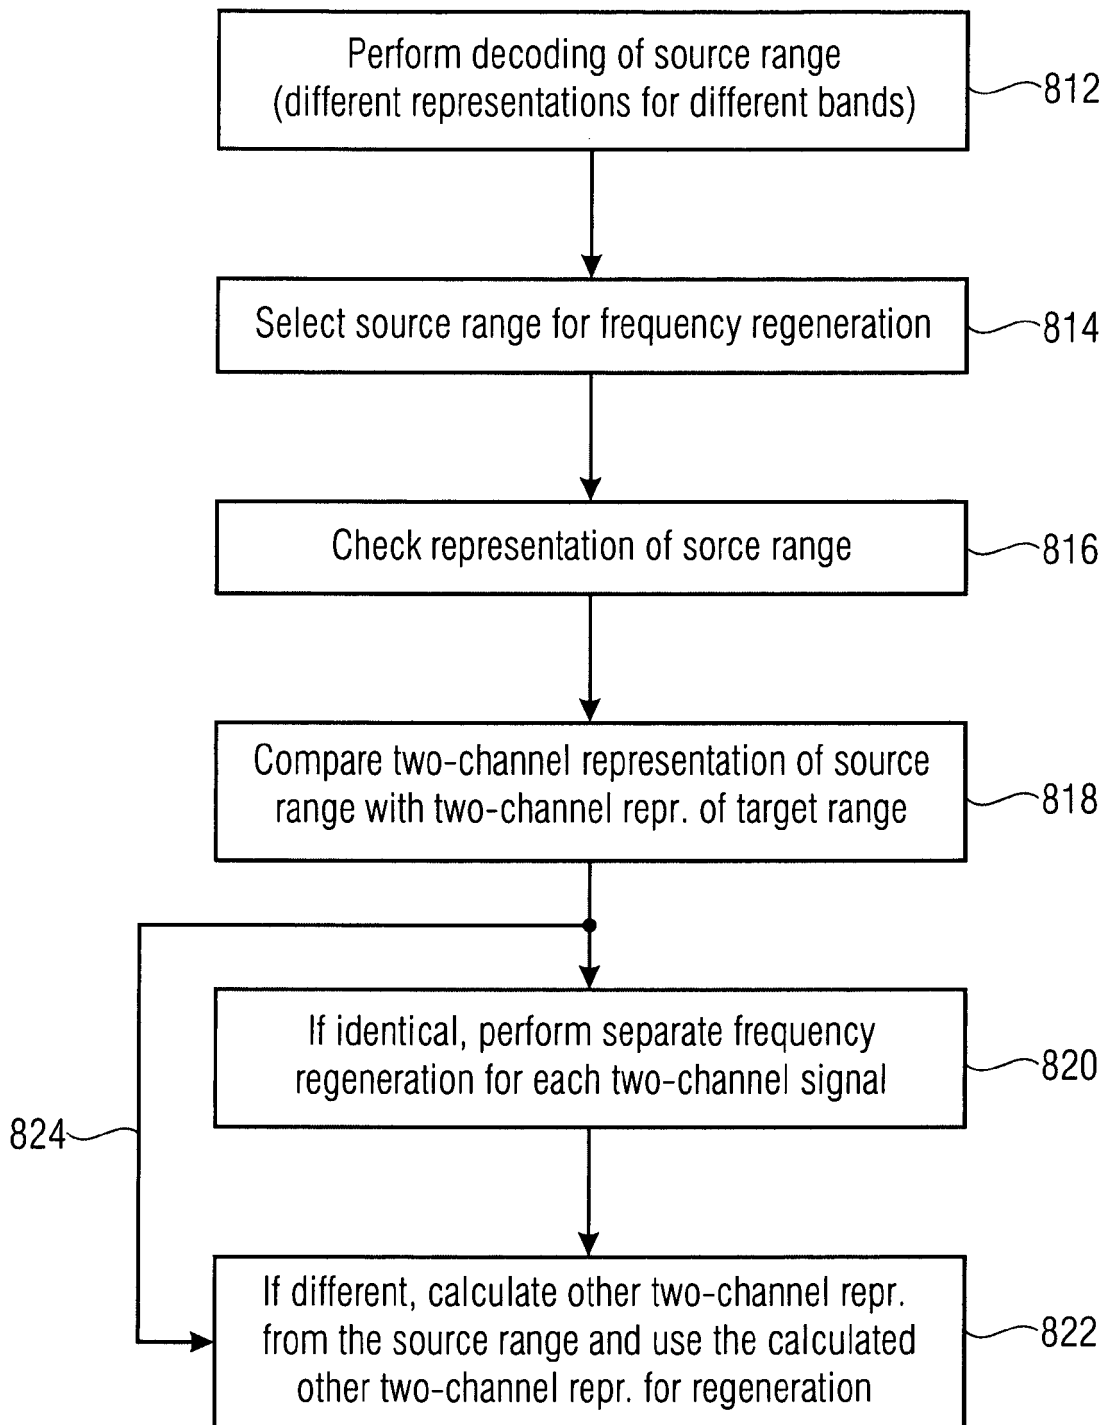 Perform decoding of source range
(different representations for different bands)
812
Select source range for frequency regeneration
814
Check representation of sorce range
816
Compare two-channel representation of source
range with two-channel repr. of target range
818
If identical, perform separate frequency
regeneration for each two-channel signal
820
824
If different, calculate other two-channel repr.
from the source range and use the calculated
other two-channel repr. for regeneration
822